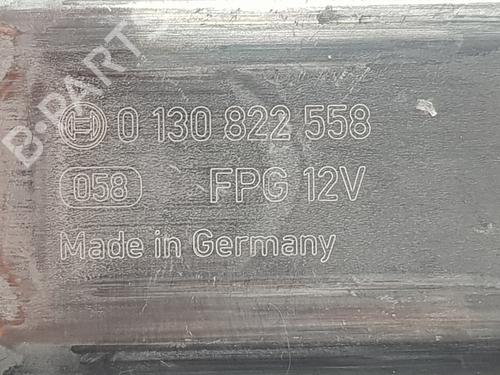 B-PARTS
0 130 822 558
058 FPG 12V
Made in Germany